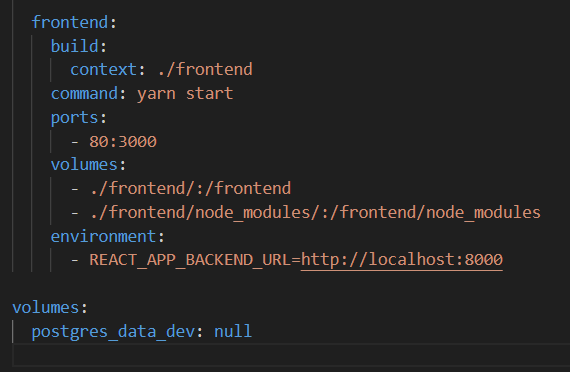 frontend:
build:
context: ./frontend
command: yarn start
ports:
- 80:3000
volumes:
- ./frontend/:/frontend
- ./frontend/node_modules/:/frontend/node_modules
environment:
- REACT_APP_BACKEND_URL=http://localhost:8000
volumes:
postgres_data_dev: null